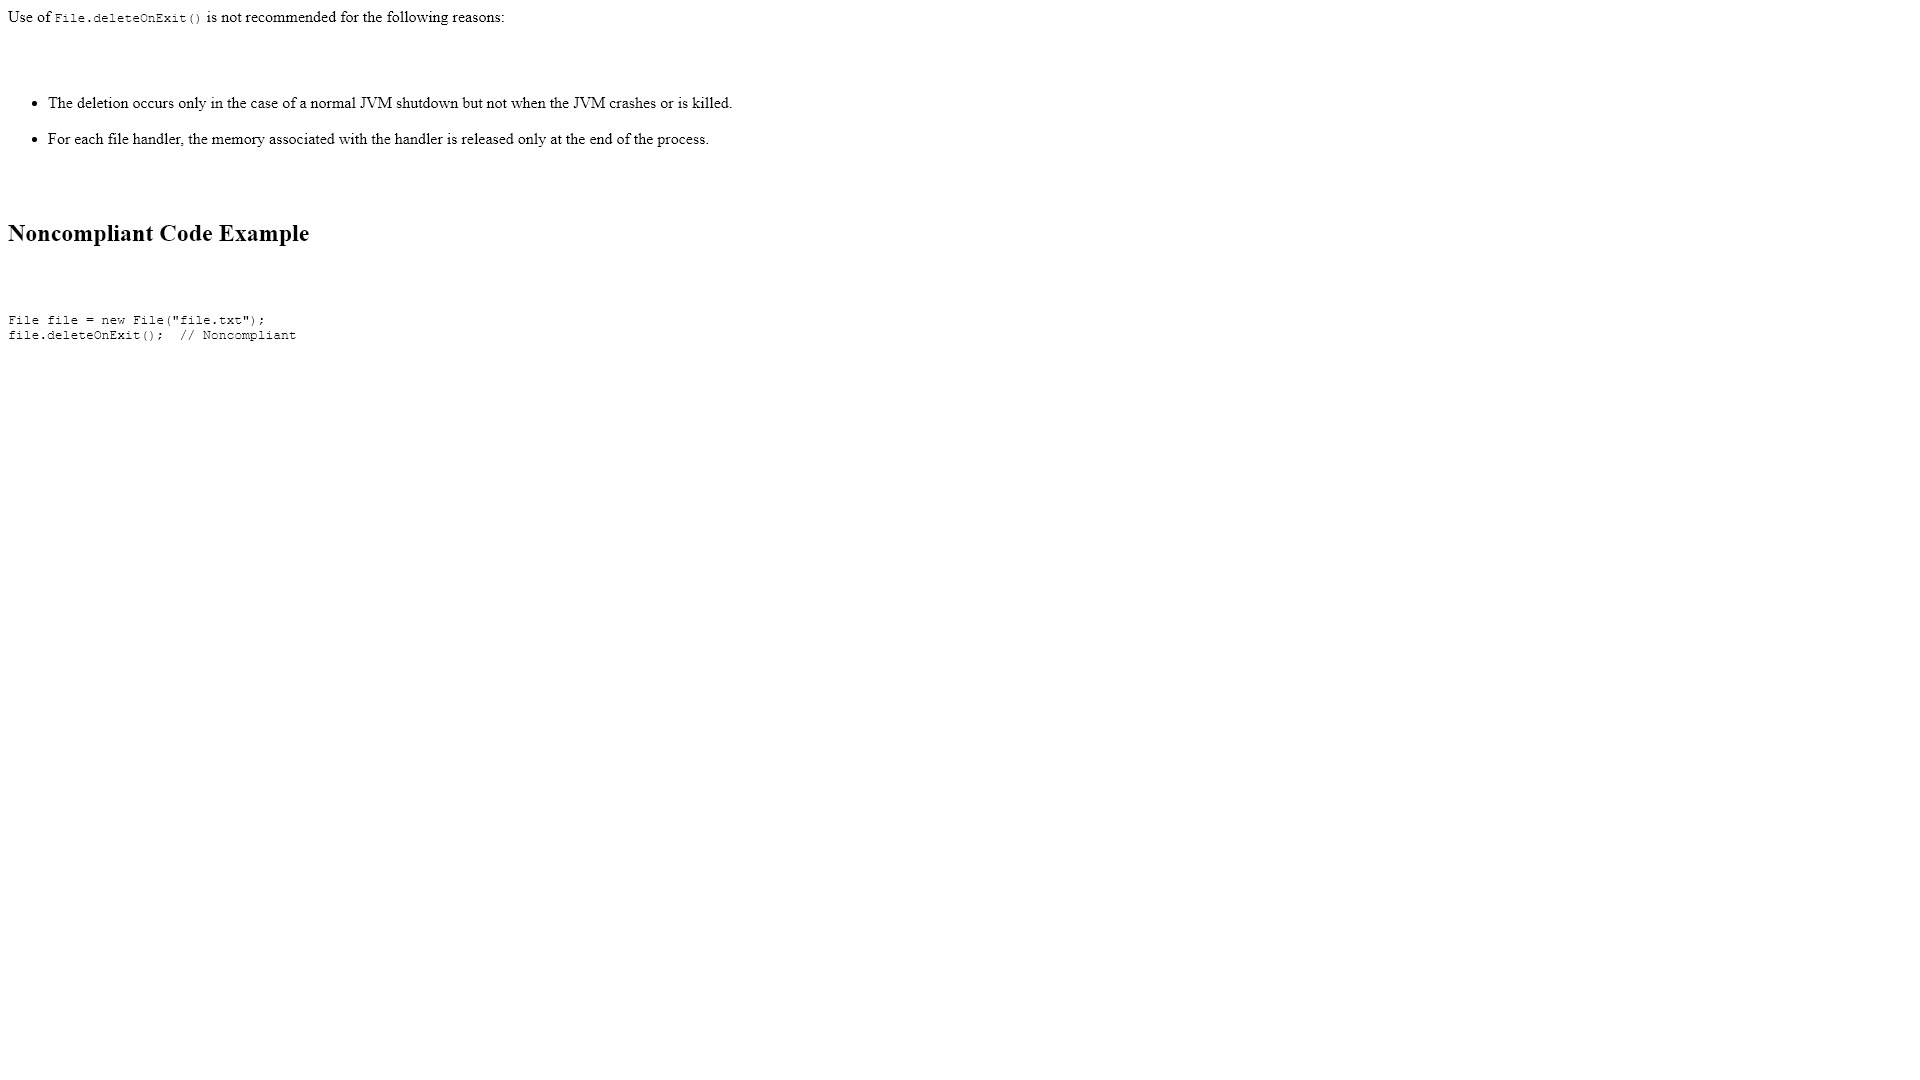 Use of File.deleteOnExit() is not recommended for the following reasons:
The deletion occurs only in the case of a normal JVM shutdown but not when the JVM crashes or is killed.
For each file handler, the memory associated with the handler is released only at the end of the process.
Noncompliant Code Example
File file = new File("file.txt");
file.deleteOnExit();  // Noncompliant